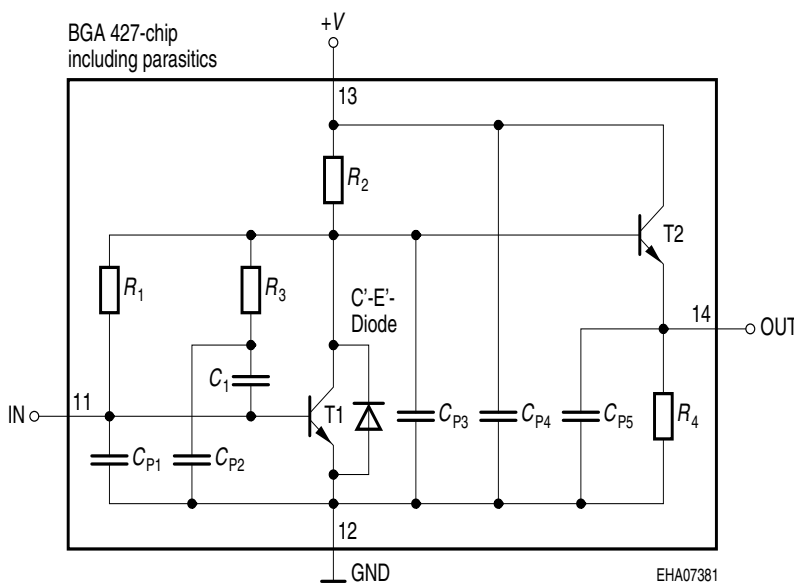 BGA 427-chip
including parasitics
+V
13
R2
T2
R1
R3
C'-E'-
Diode
14
OUT
C1
IN
11
T1
CP1
CP2
CP3
CP4
CP5
R4
12
GND
EHA07381